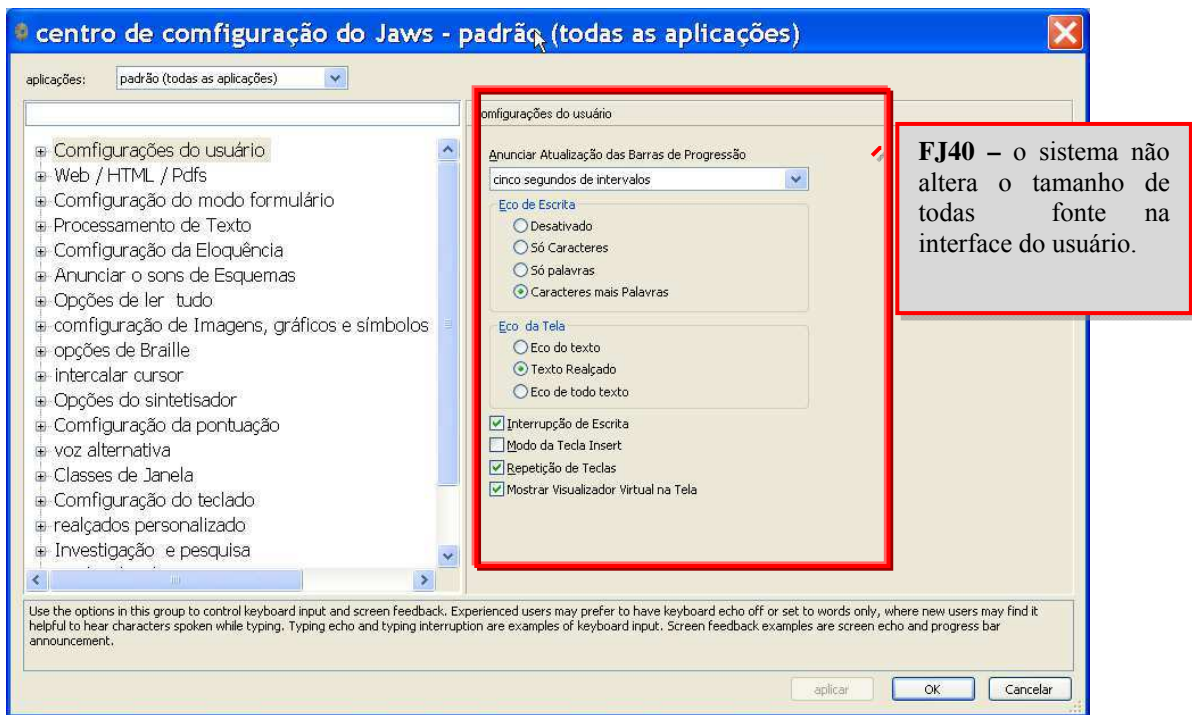 centro de comfiguração do Jaws - padrão (todas as aplicações)
aplicações: padrão (todas as aplicações)
Comfigurações do usuário
Web / HTML / Pdfs
Comfiguração do modo formulário
Processamento de Texto
Comfiguração da Eloquência
Anunciar o sons de Esquemas
Opções de ler tudo
comfiguração de Imagens, gráficos e símbolos
opções de Braille
intercalar cursor
Opções do sintetisador
Comfiguração da pontuação
voz alternativa
Classes de Janela
Comfiguração do teclado
realçados personalizado
Investigação e pesquisa
omfigurações do usuário
Anunciar Atualização das Barras de Progressão
cinco segundos de intervalos
Eco de Escrita
Desativado
Só Caracteres
Só palavras
Caracteres mais Palavras
Eco da Tela
Eco do texto
Texto Realçado
Eco de todo texto
Interrupção de Escrita
Modo da Tecla Insert
Repetição de Teclas
Mostrar Visualizador Virtual na Tela
FJ40 – o sistema não
altera o tamanho de
todas fonte na
interface do usuário.
Use the options in this group to control keyboard input and screen feedback. Experienced users may prefer to have keyboard echo off or set to words only, where new users may find it
helpful to hear characters spoken while typing. Typing echo and typing interruption are examples of keyboard input. Screen feedback examples are screen echo and progress bar
announcement.
aplicar OK Cancelar